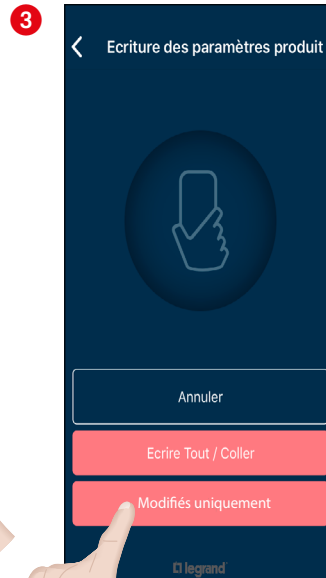 3
Ecriture des paramètres produit
Annuler
Ecrire Tout / Coller
Modifiés uniquement
legrand